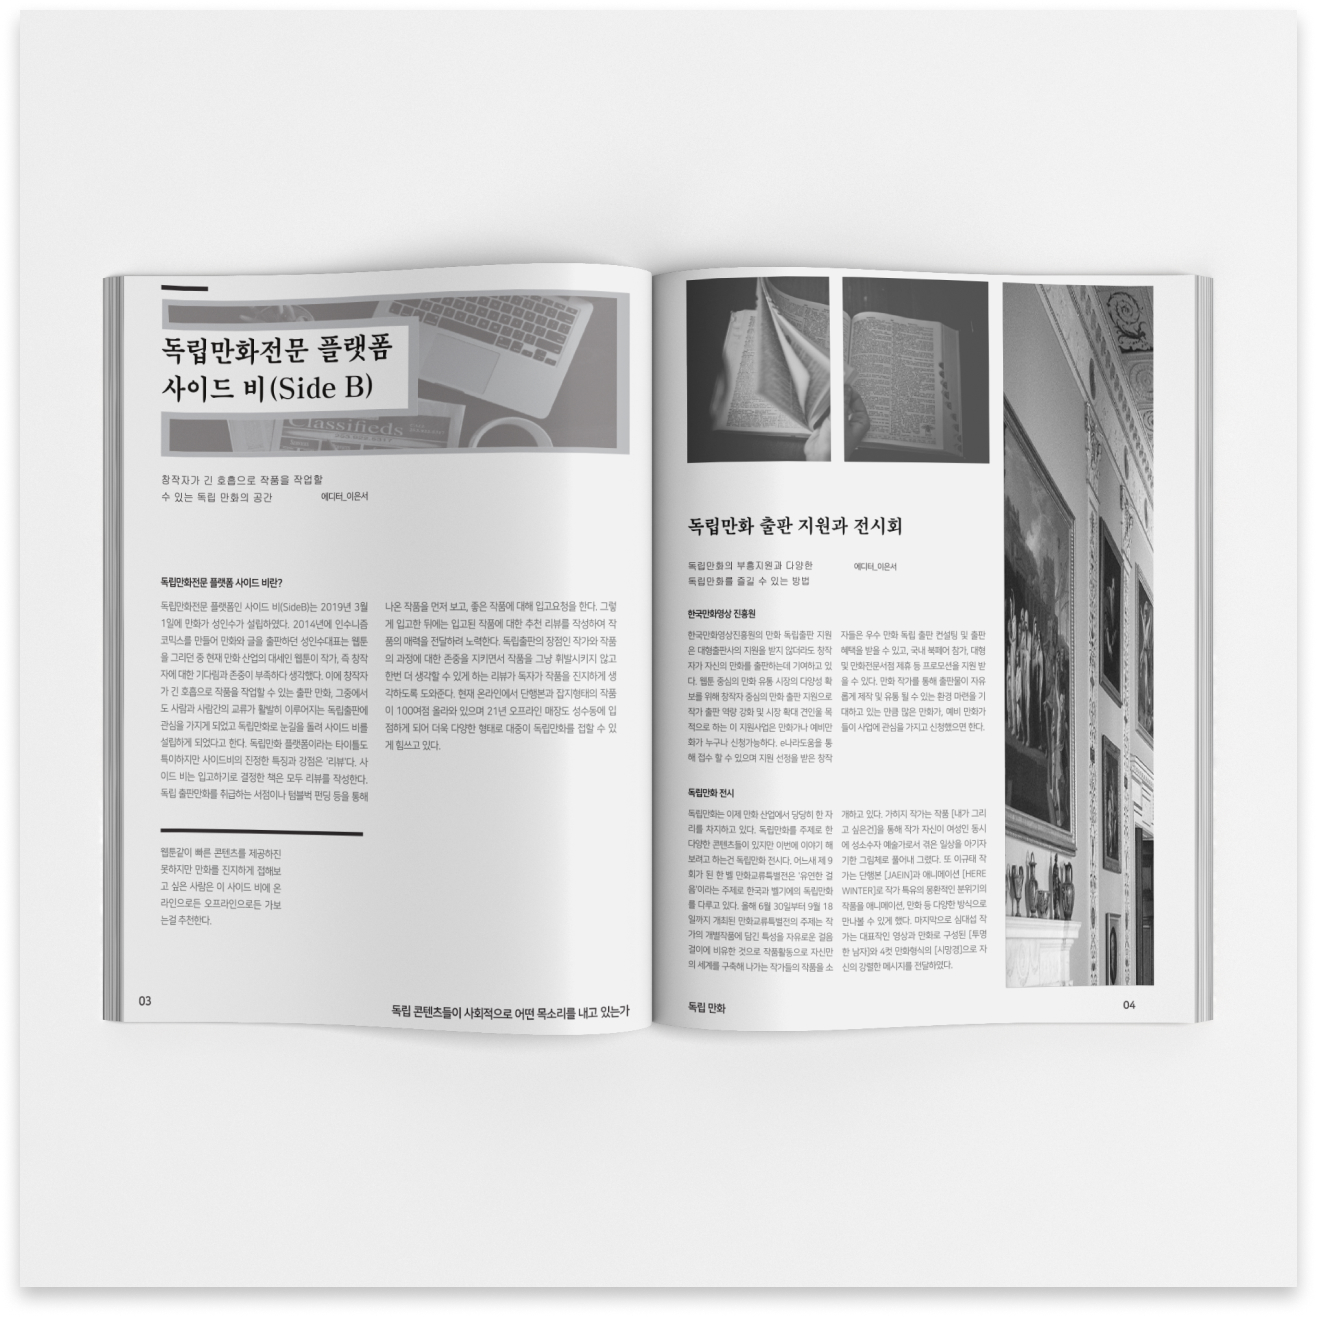 독립만화전문 플랫폼
사이드 비(Side B)
Classifieds
창작자가 긴 호흡으로 작품을 작업할
수 있는 독립 만화의 공간
에디터_이은서
독립만화전문 플랫폼 사이드 비란?
독립만화전문 플랫폼인 사이드 비(SideB)는 2019년 3월
1일에 만화가 성인수가 설립하였다. 2014년에 인수니즘
코믹스를 만들어 만화와 글을 출판하던 성인수대표는 웹툰
을 그리던 중 현재 만화 산업의 대세인 웹툰이 작가, 즉 창작
자에 대한 기다림과 존중이 부족하다 생각했다. 이에 창작자
가 긴 호흡으로 작품을 작업할 수 있는 출판 만화, 그중에서
도 사람과 사람간의 교류가 활발히 이루어지는 독립출판에
관심을 가지게 되었고 독립만화로 눈길을 돌려 사이드 비를
설립하게 되었다고 한다. 독립만화 플랫폼이라는 타이틀도
특이하지만 사이드비의 진정한 특징과 강점은 '리뷰'다. 사
이드 비는 입고하기로 결정한 책은 모두 리뷰를 작성한다.
독립 출판만화를 취급하는 서점이나 텀블벅 펀딩 등을 통해
나온 작품을 먼저 보고, 좋은 작품에 대해 입고요청을 한다. 그렇
게 입고한 뒤에는 입고된 작품에 대한 추천 리뷰를 작성하여 작
품의 매력을 전달하려 노력한다. 독립출판의 장점인 작가와 작품
의 과정에 대한 존중을 지키면서 작품을 그냥 휘발시키지 않고
한번 더 생각할 수 있게 하는 리뷰가 독자가 작품을 진지하게 생
각하도록 도와준다. 현재 온라인에서 단행본과 잡지형태의 작품
이 100여점 올라와 있으며 21년 오프라인 매장도 성수동에 입
점하게 되어 더욱 다양한 형태로 대중이 독립만화를 접할 수 있
게 힘쓰고 있다.
웹툰같이 빠른 콘텐츠를 제공하진
못하지만 만화를 진지하게 접해보
고 싶은 사람은 이 사이드 비에 온
라인으로든 오프라인으로든 가보
는걸 추천한다.
03
독립 콘텐츠들이 사회적으로 어떤 목소리를 내고 있는가
독립만화 출판 지원과 전시회
독립만화의 부흥지원과 다양한
독립만화를 즐길 수 있는 방법
에디터_이은서
한국만화영상 진흥원
한국만화영상진흥원의 만화 독립출판 지원
은 대형출판사의 지원을 받지 않더라도 창작
자가 자신의 만화를 출판하는데 기여하고 있
다. 웹툰 중심의 만화 유통 시장의 다양성 확
보를 위해 창작자 중심의 만화 출판 지원으로
작가 출판 역량 강화 및 시장 확대 견인을 목
적으로 하는 이 지원사업은 만화가나 예비만
화가 누구나 신청가능하다. e나라도움을 통
해 접수 할 수 있으며 지원 선정을 받은 창작
자들은 우수 만화 독립 출판 컨설팅 및 출판
혜택을 받을 수 있고, 국내 북페어 참가, 대형
및 만화전문서점 제휴 등 프로모션을 지원 받
을 수 있다. 만화 작가를 통해 출판물이 자유
롭게 제작 및 유통 될 수 있는 환경 마련을 기
대하고 있는 만큼 많은 만화가, 예비 만화가
들이 사업에 관심을 가지고 신청했으면 한다.
독립만화 전시
독립만화는 이제 만화 산업에서 당당히 한 자
리를 차지하고 있다. 독립만화를 주제로 한
다양한 콘텐츠들이 있지만 이번에 이야기 해
보려고 하는건 독립만화 전시다. 어느새 제 9
회가 된 한 벨 만화교류특별전은 '유연한 걸
음'이라는 주제로 한국과 벨기에의 독립만화
를 다루고 있다. 올해 6월 30일부터 9월 18
일까지 개최된 만화교류특별전의 주제는 작
가의 개별작품에 담긴 특성을 자유로운 걸음
걸이에 비유한 것으로 작품활동으로 자신만
의 세계를 구축해 나가는 작가들의 작품을 소
개하고 있다. 가히지 작가는 작품 [내가 그리
고 싶은건]을 통해 작가 자신이 여성인 동시
에 성소수자 예술가로서 겪은 일상을 아기자
기한 그림체로 풀어내 그렸다. 또 이규태 작
가는 단행본 [JAEIN]과 애니메이션 [HERE
WINTER]로 작가 특유의 몽환적인 분위기의
작품을 애니메이션, 만화 등 다양한 방식으로
만나볼 수 있게 했다. 마지막으로 심대섭 작
가는 대표작인 영상과 만화로 구성된 [투명
한 남자]와 4컷 만화형식의 [시망경]으로 자
신의 강렬한 메시지를 전달하였다.
독립 만화
04